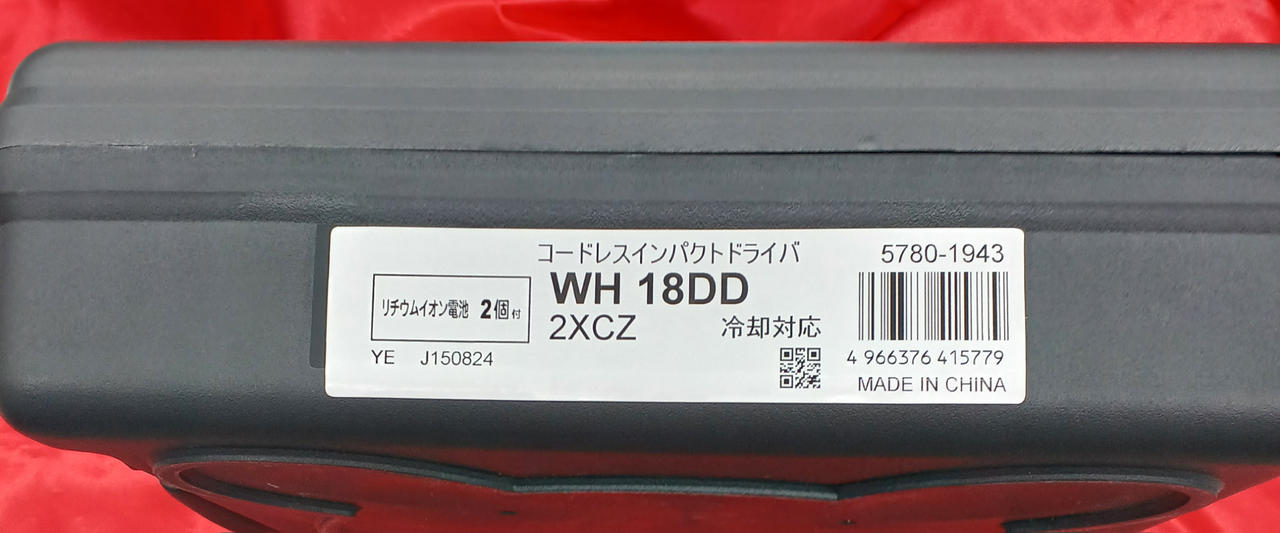 コードレスインパクトドライバ
5780-1943
リチウムイオン電池 2個付
WH 18DD
2XCZ 冷却対応
YE J150824
4 966376 415779
MADE IN CHINA